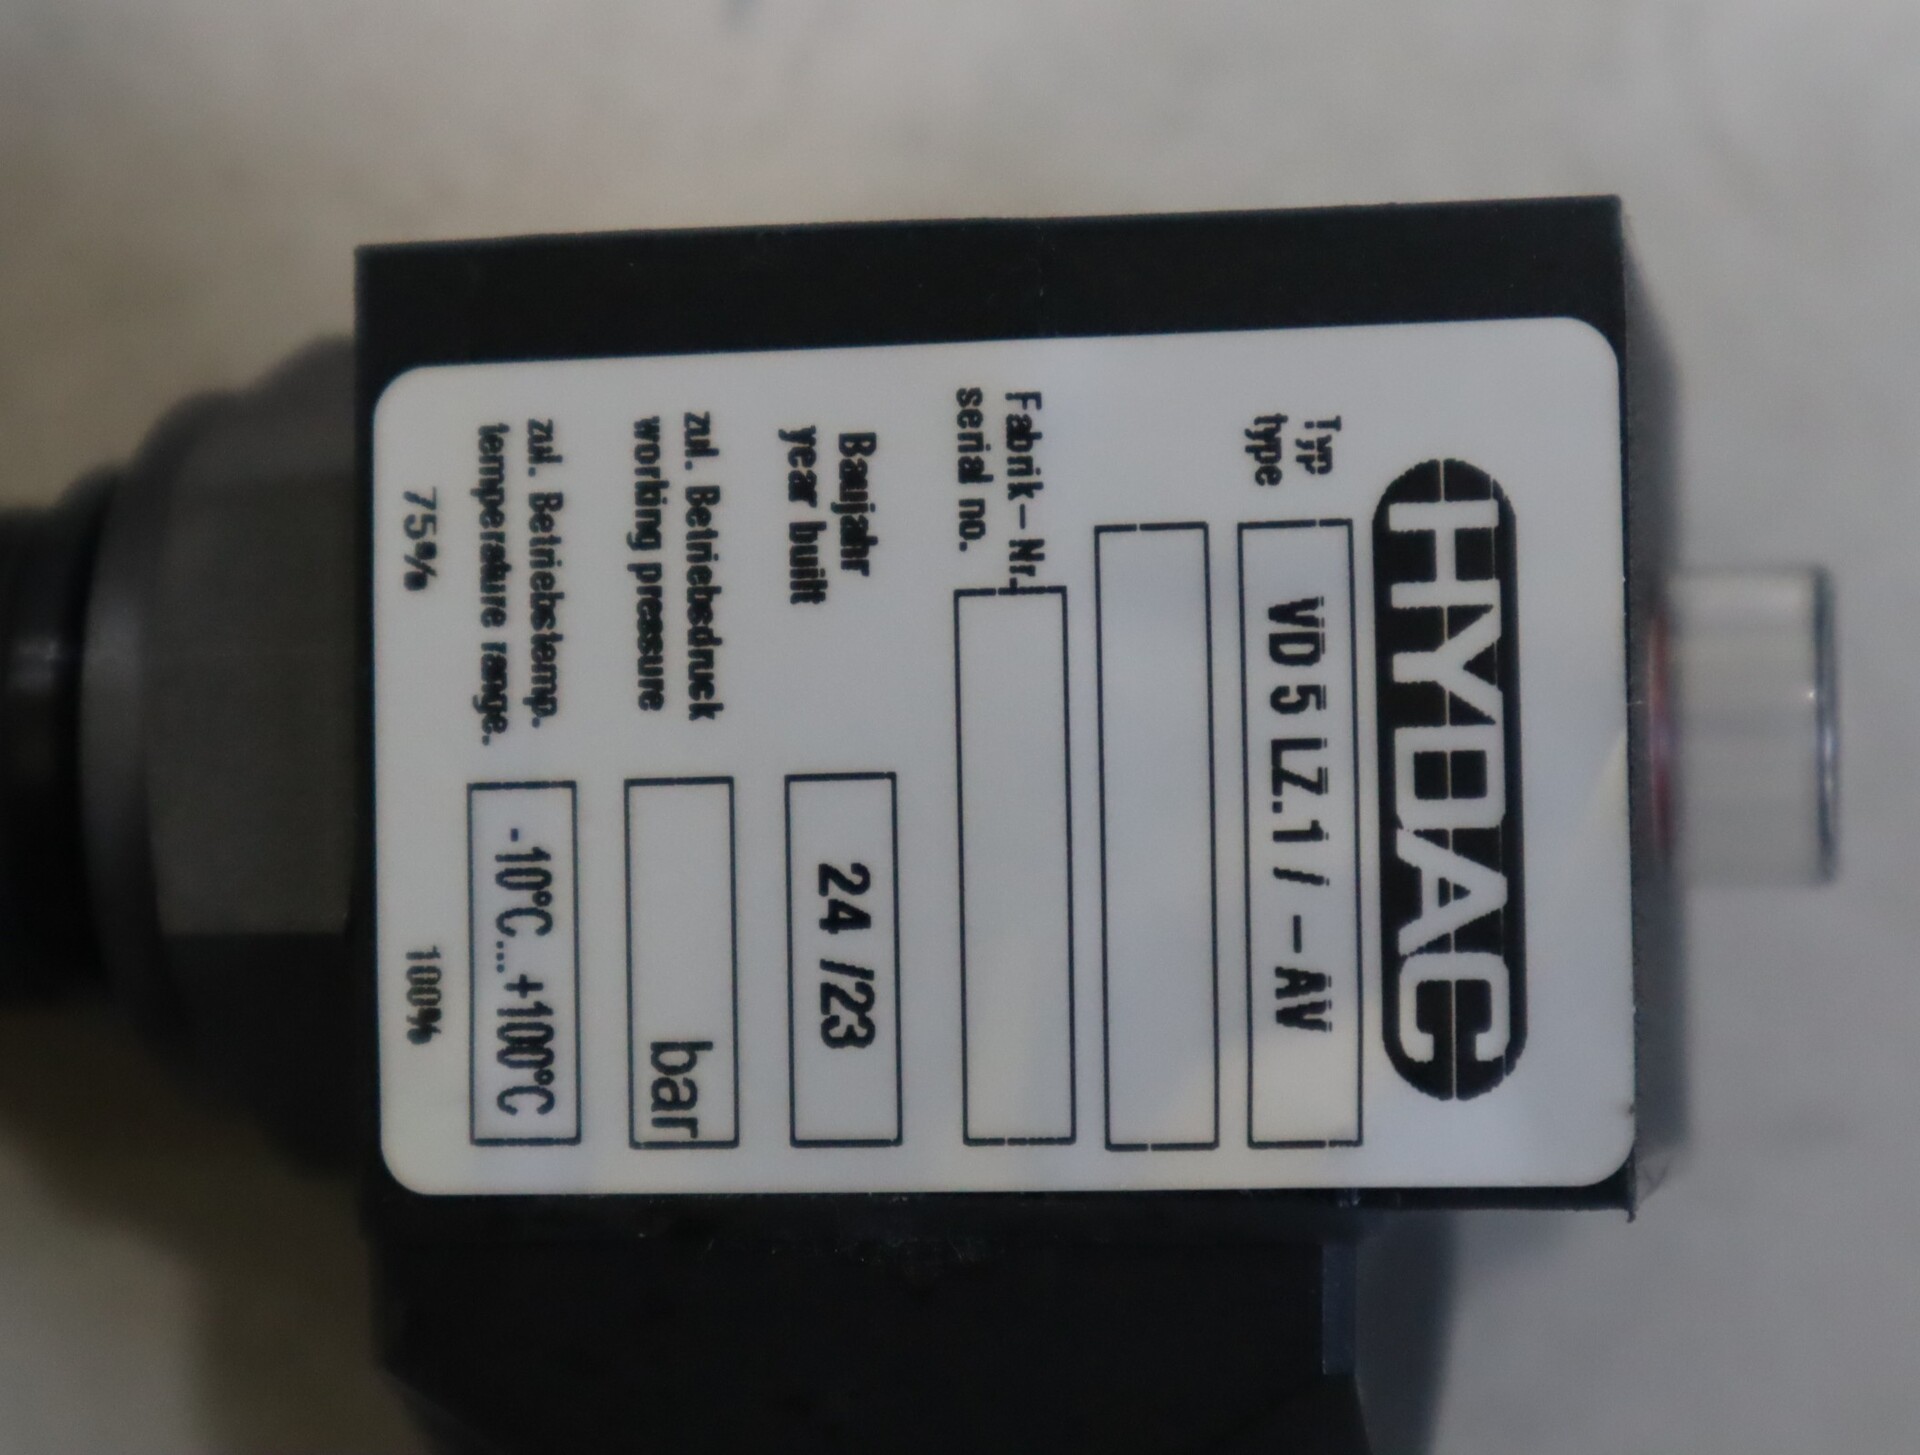 HYDAC
Typ
type
VD 5 LZ.1 / -AV
Fabrik-Nr.
serial no.
Baujahr
year built
24 /23
zul. Betriebsdruck
working pressure
bar
zul. Betriebstemp.
temperature range.
-10°C.... +100°C
75% 100%